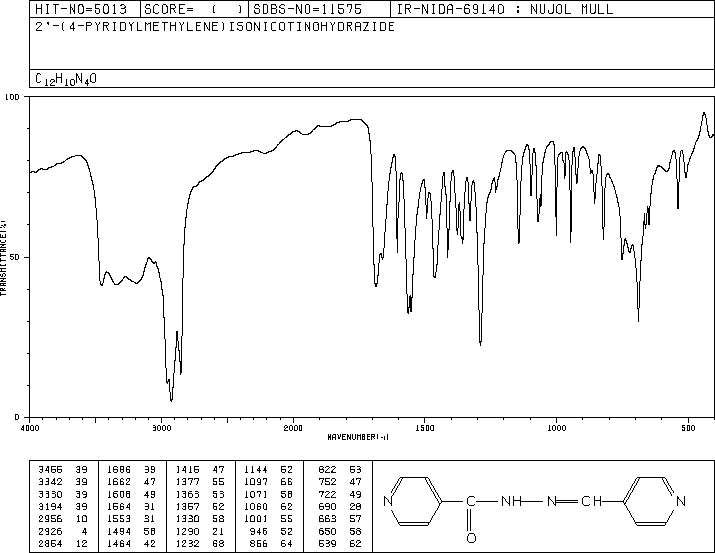 HIT-NO=5013 SCORE= ( ) SDBS-NO=11575 IR-NIDA-69140 : NUJOL MULL
2'-(4-PYRIDYLMETHYLENE)ISONICOTINOHYDRAZIDE
C12H10N4O
100
50
0
TRANSMITTANCE(%)
4000 3000 2000 1500 1000 500
WAVENUMBER(-1)
3455 39 1686 39 1415 47 1144 52 822 53
3342 39 1662 47 1377 55 1097 66 752 47
3330 39 1608 49 1363 53 1071 58 722 49
3194 39 1564 31 1357 52 1060 62 690 28
2956 10 1553 31 1330 58 1001 55 663 57
2926 4 1494 58 1290 21 945 52 650 58
2854 12 1464 42 1232 68 856 64 539 62
N C NH N CH N
O